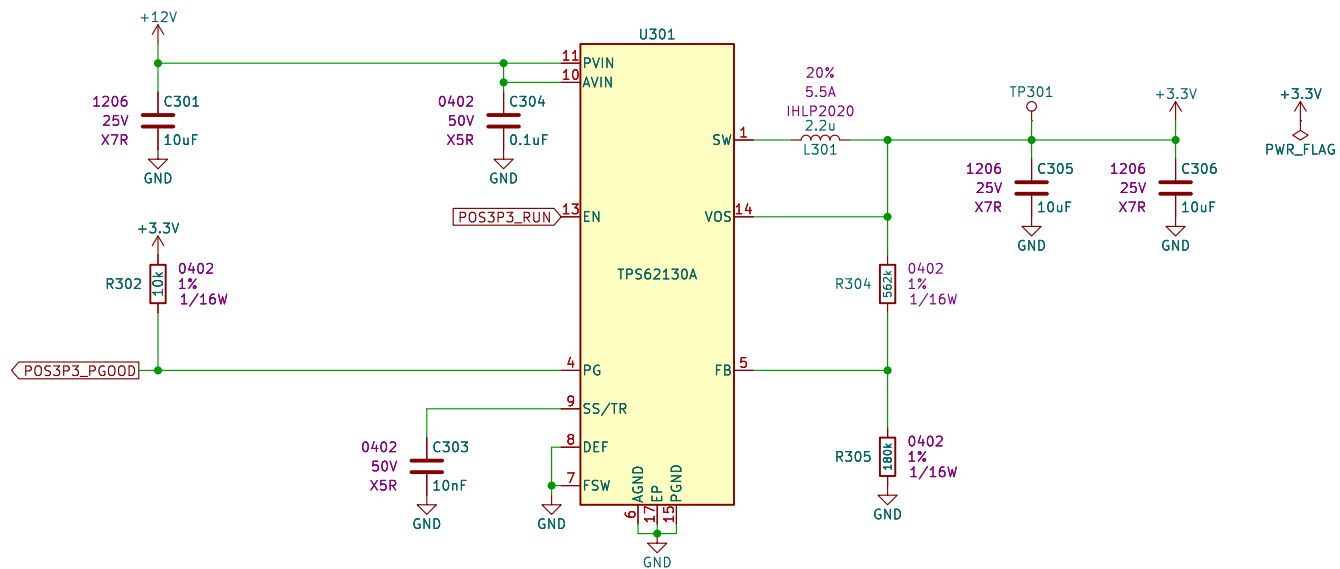 +12V
U301
11
PVIN
10
AVIN
1206
25V
X7R
C301
10uF
GND
0402
50V
X5R
C304
0.1uF
GND
20%
5.5A
IHLP2020
2.2u
L301
SW
1
TP301
+3.3V
+3.3V
PWR_FLAG
1206
25V
X7R
C305
10uF
GND
1206
25V
X7R
C306
10uF
GND
POS3P3_RUN
13
EN
VOS
14
+3.3V
R302
10k
0402
1%
1/16W
TPS62130A
R304
562k
0402
1%
1/16W
POS3P3_PGOOD
4
PG
FB
5
9
SS/TR
0402
50V
X5R
C303
10nF
GND
8
DEF
7
FSW
GND
AGND
EP
PGND
6
17
15
GND
R305
180k
0402
1%
1/16W
GND